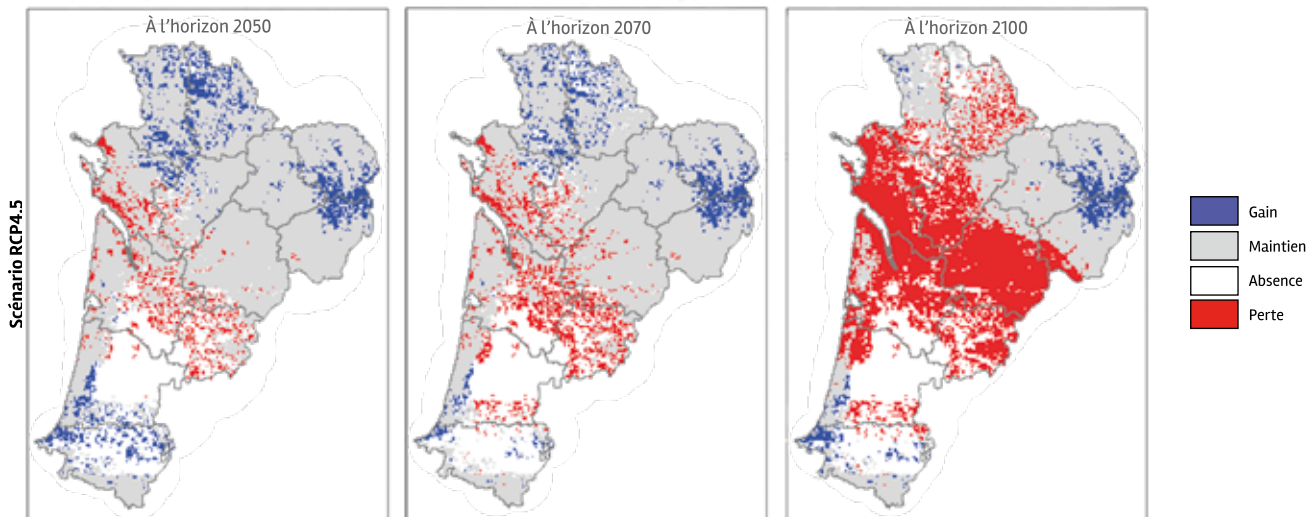 À l'horizon 2050
À l'horizon 2070
À l'horizon 2100
Scénario RCP4.5
Gain
Maintien
Absence
Perte